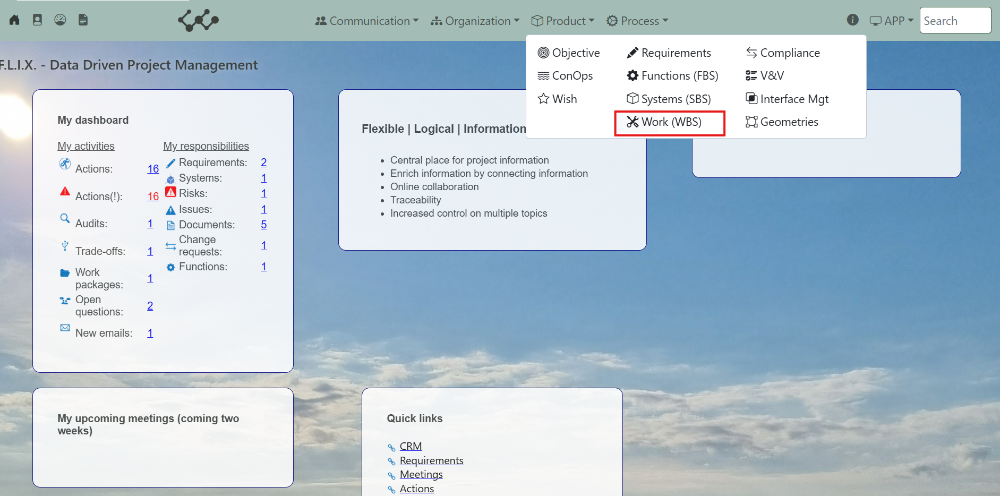 Communication
Organization
Product
Process
APP
Search
Objective
Requirements
Compliance
ConOps
Functions (FBS)
V&V
Wish
Systems (SBS)
Interface Mgt
Work (WBS)
Geometries
F.L.I.X. - Data Driven Project Management
My dashboard
My activities
Actions: 16
Actions(!): 16
Audits: 1
Trade-offs: 1
Work
packages: 1
Open
questions: 2
New emails: 1
My responsibilities
Requirements: 2
Systems: 1
Risks: 1
Issues: 1
Documents: 5
Change
requests: 1
Functions: 1
Flexible | Logical | Information
Central place for project information
Enrich information by connecting information
Online collaboration
Traceability
Increased control on multiple topics
My upcoming meetings (coming two
weeks)
Quick links
CRM
Requirements
Meetings
Actions